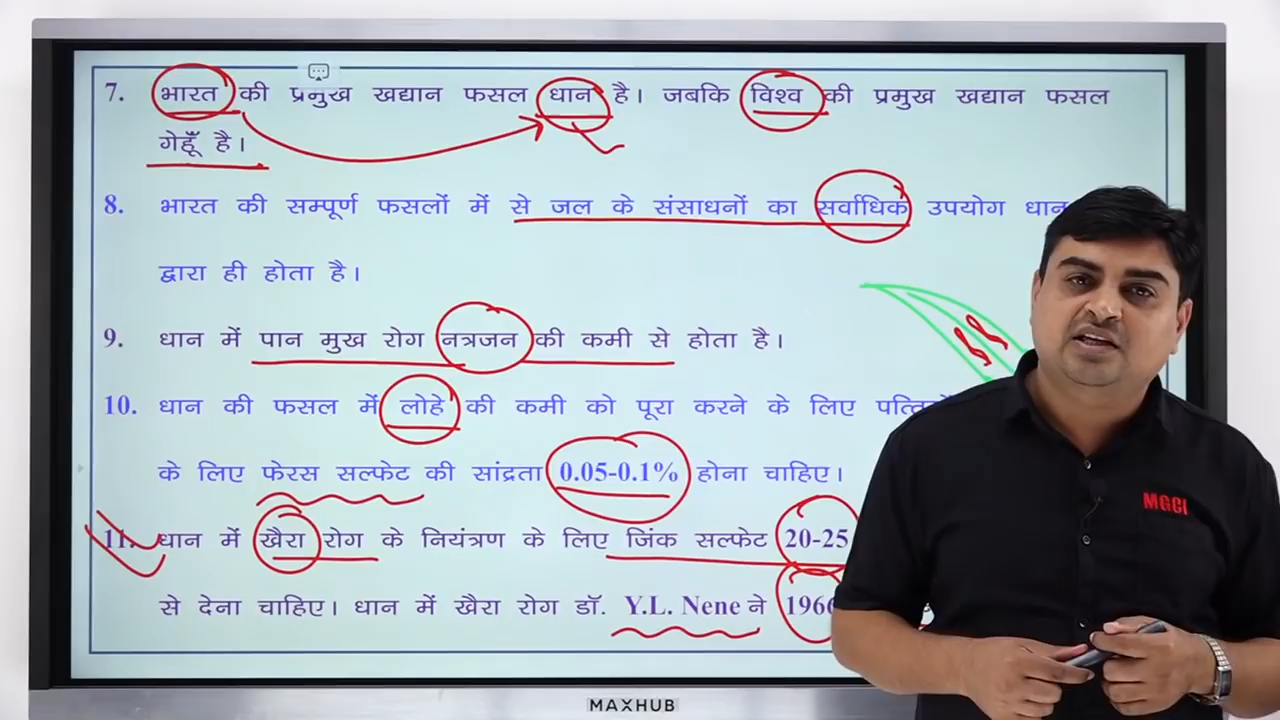 7. भारत की प्रमुख खद्यान फसल धान है। जबकि विश्व की प्रमुख खद्यान फसल
गेहूँ है।
8. भारत की सम्पूर्ण फसलों में से जल के संसाधनों का सर्वाधिक उपयोग धान
द्वारा ही होता है।
9. धान में पान मुख रोग नत्रजन की कमी से होता है।
10. धान की फसल में लोहे की कमी को पूरा करने के लिए
के लिए फेरस सल्फेट की सांद्रता 0.05-0.1% होना चाहिए।
11. धान में खैरा रोग के नियंत्रण के लिए जिंक सल्फेट 20-25
से देना चाहिए। धान में खैरा रोग डॉ. Y.L. Nene ने 1966
MGCI
MAXHUB